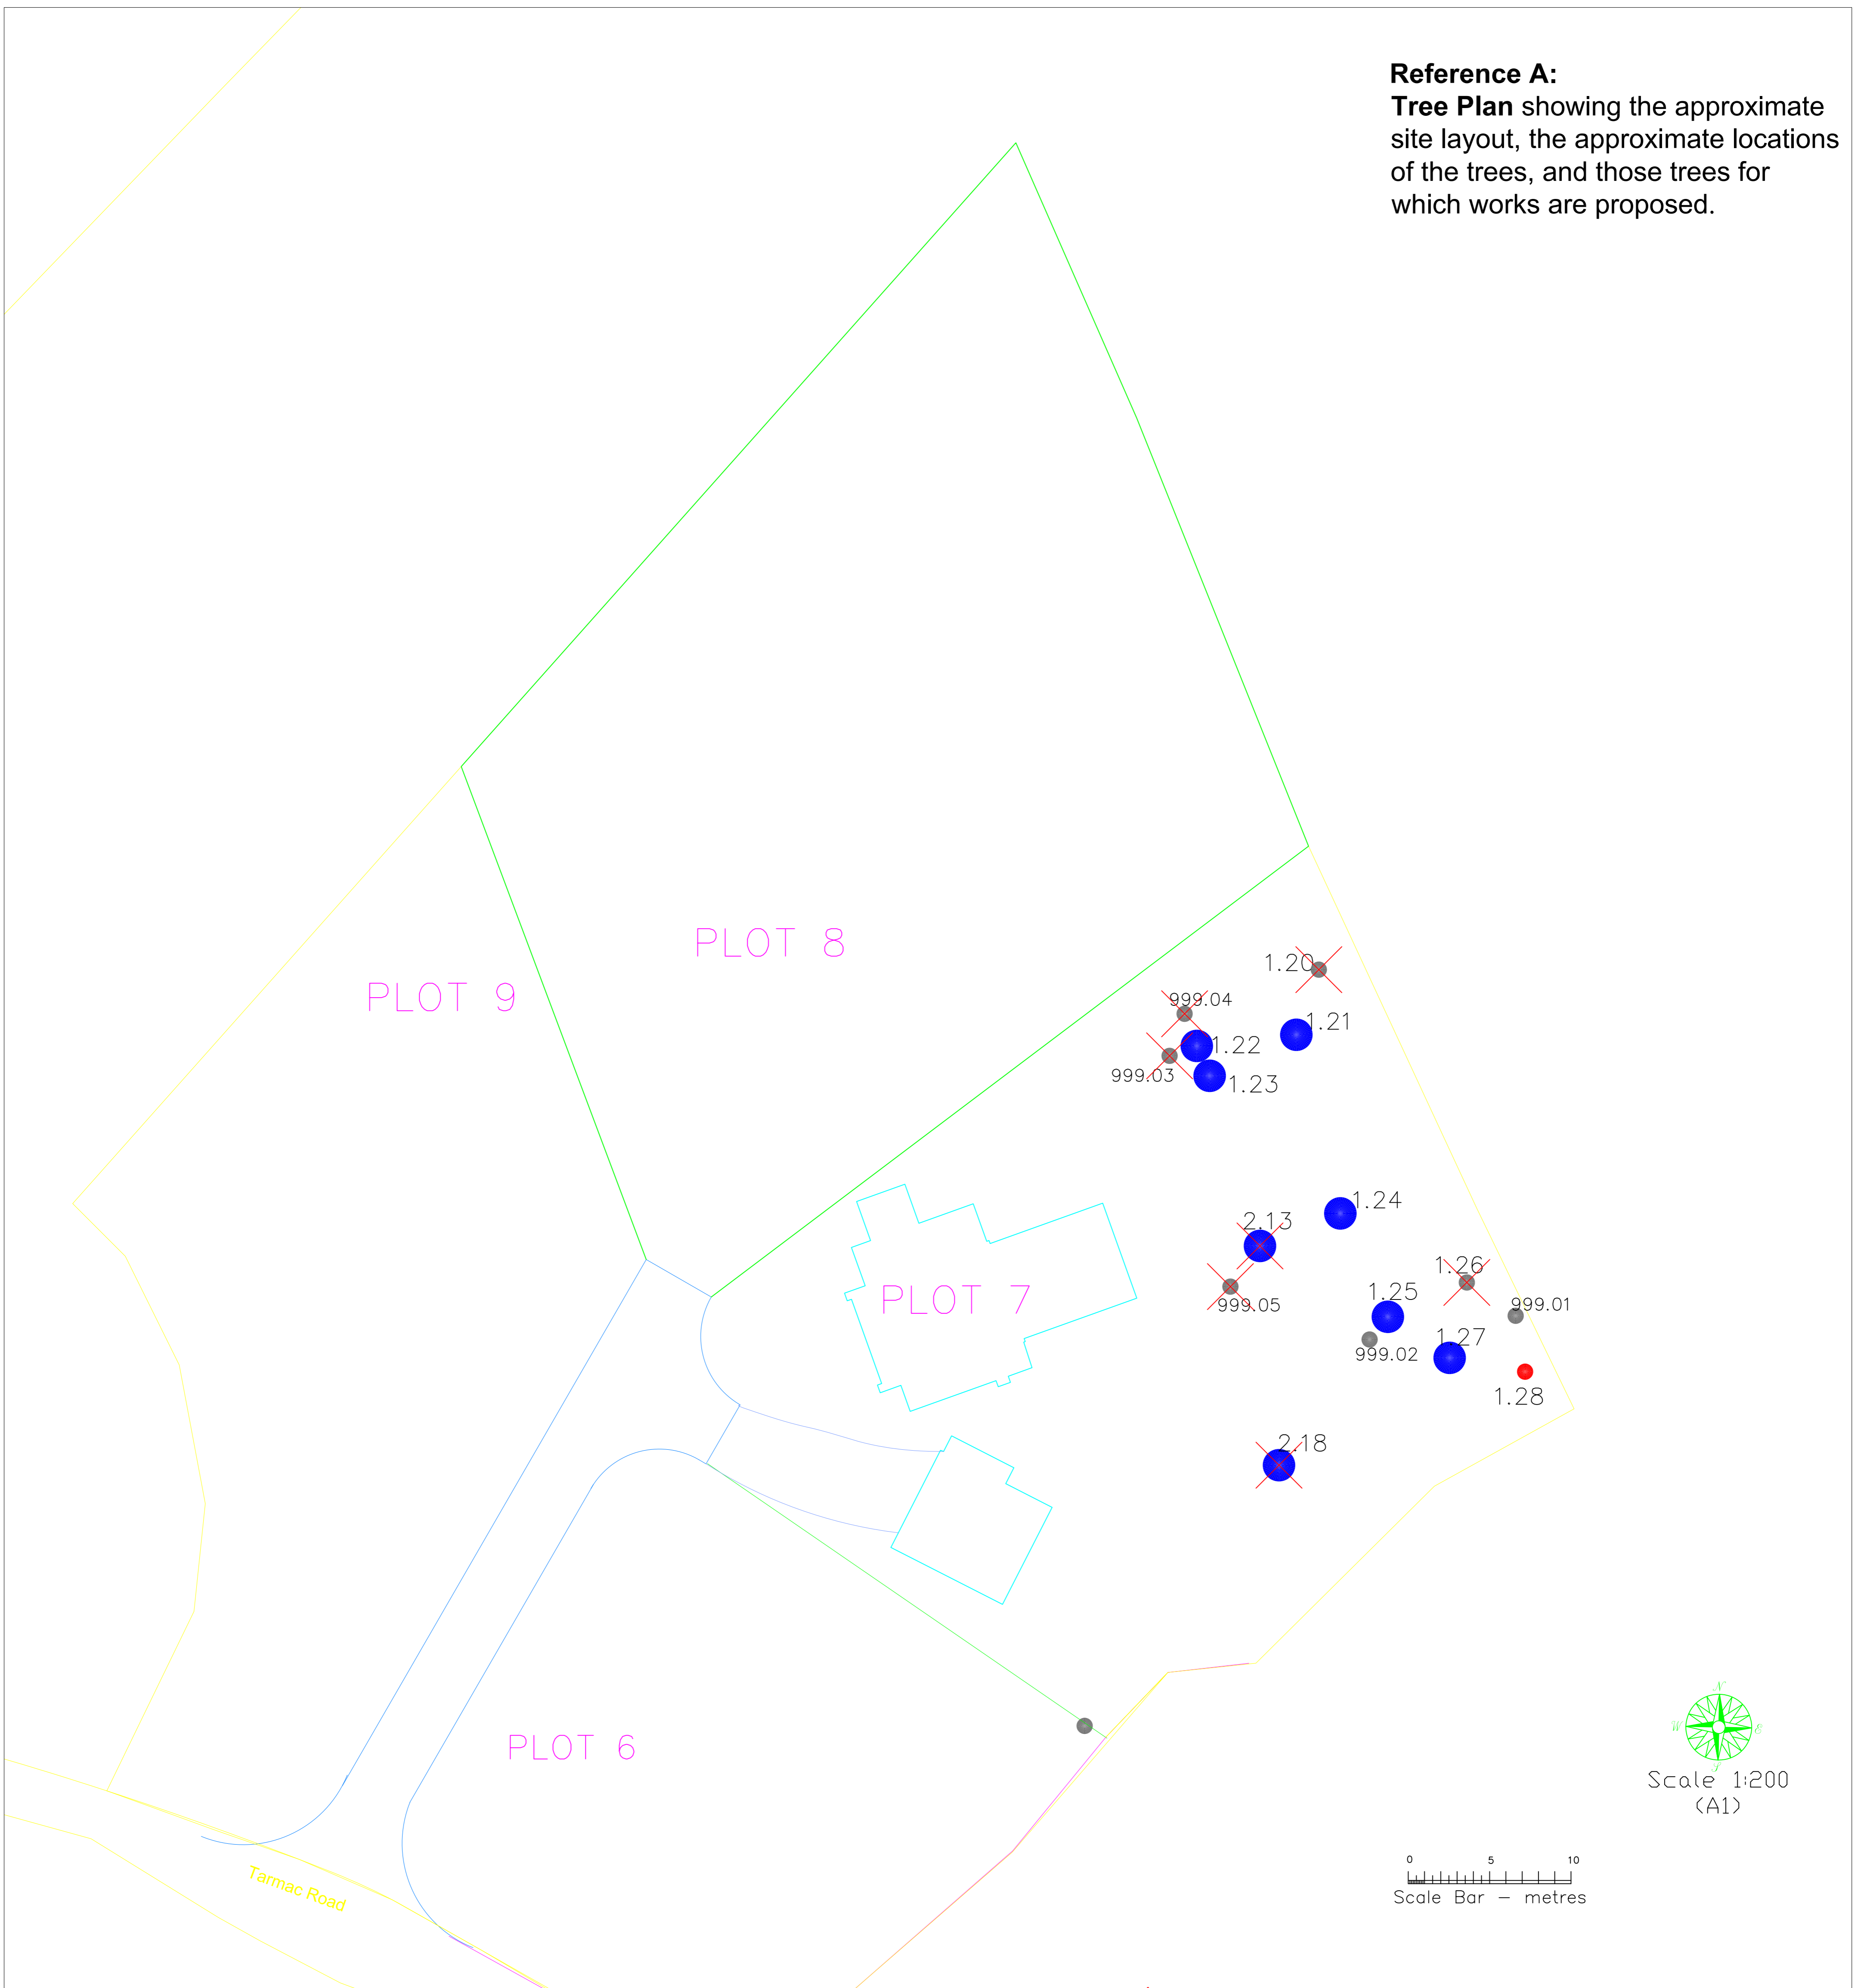 Reference A:
Tree Plan showing the approximate
site layout, the approximate locations
of the trees, and those trees for
which works are proposed.
PLOT 8
PLOT 9
1.20
999.04
1.21
1.22
999.03
1.23
1.24
2.13
1.26
PLOT 7
1.25
999.05
999.01
1.27
999.02
1.28
2.18
PLOT 6
N
W
E
S
Scale 1:200
(A1)
Tarmac Road
0 5 10
Scale Bar – metres